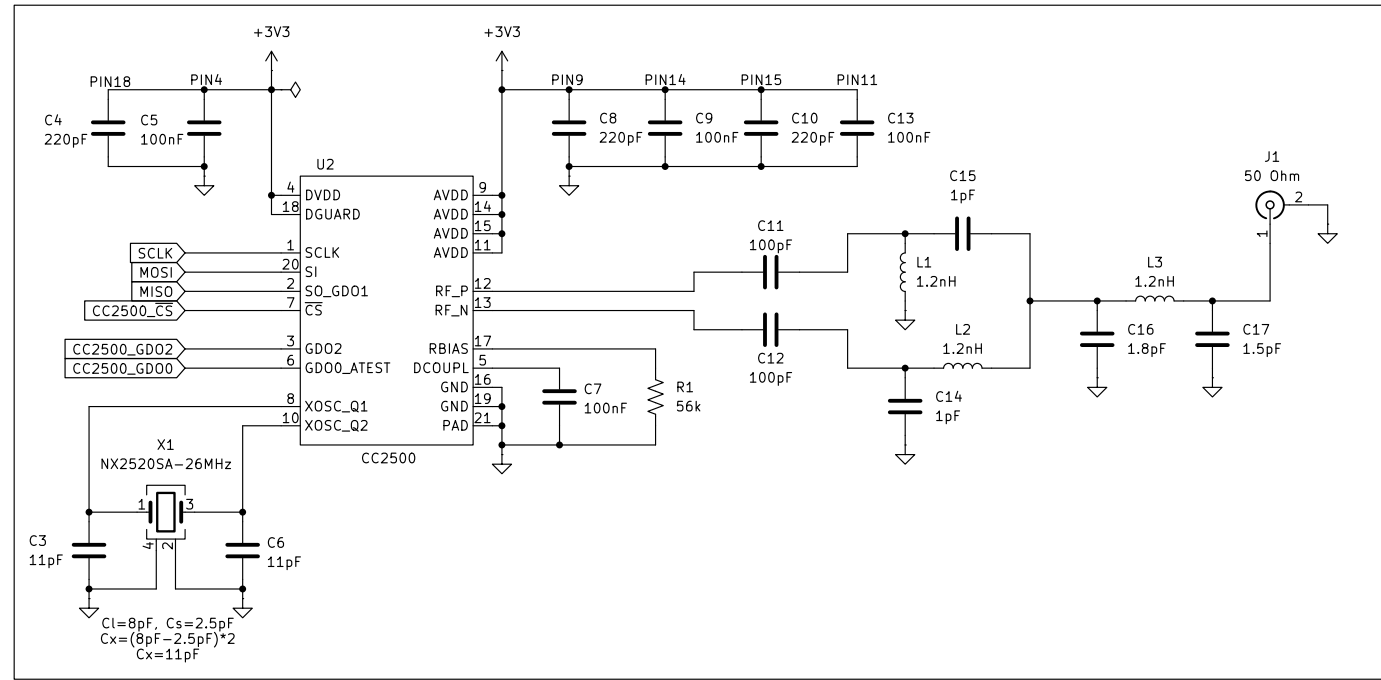 +3V3
+3V3
PIN18
PIN4
PIN9
PIN14
PIN15
PIN11
C4
220pF
C5
100nF
C8
220pF
C9
100nF
C10
220pF
C13
100nF
U2
4 DVDD
18 DGUARD
1 SCLK
20 SI
2 SO_GDO1
7 CS
3 GDO2
6 GDO0_ATEST
8 XOSC_Q1
10 XOSC_Q2
AVDD 9
AVDD 14
AVDD 15
AVDD 11
RF_P 12
RF_N 13
RBIAS 17
DCOUPL 5
GND 16
GND 19
PAD 21
CC2500
SCLK
MOSI
MISO
CC2500_CS
CC2500_GDO2
CC2500_GDO0
C7
100nF
R1
56k
C11
100pF
C12
100pF
L1
1.2nH
C15
1pF
L2
1.2nH
C14
1pF
L3
1.2nH
C16
1.8pF
C17
1.5pF
J1
50 Ohm
2
1
X1
NX2520SA-26MHz
1
3
4
2
C3
11pF
C6
11pF
Cl=8pF, Cs=2.5pF
Cx=(8pF-2.5pF)*2
Cx=11pF